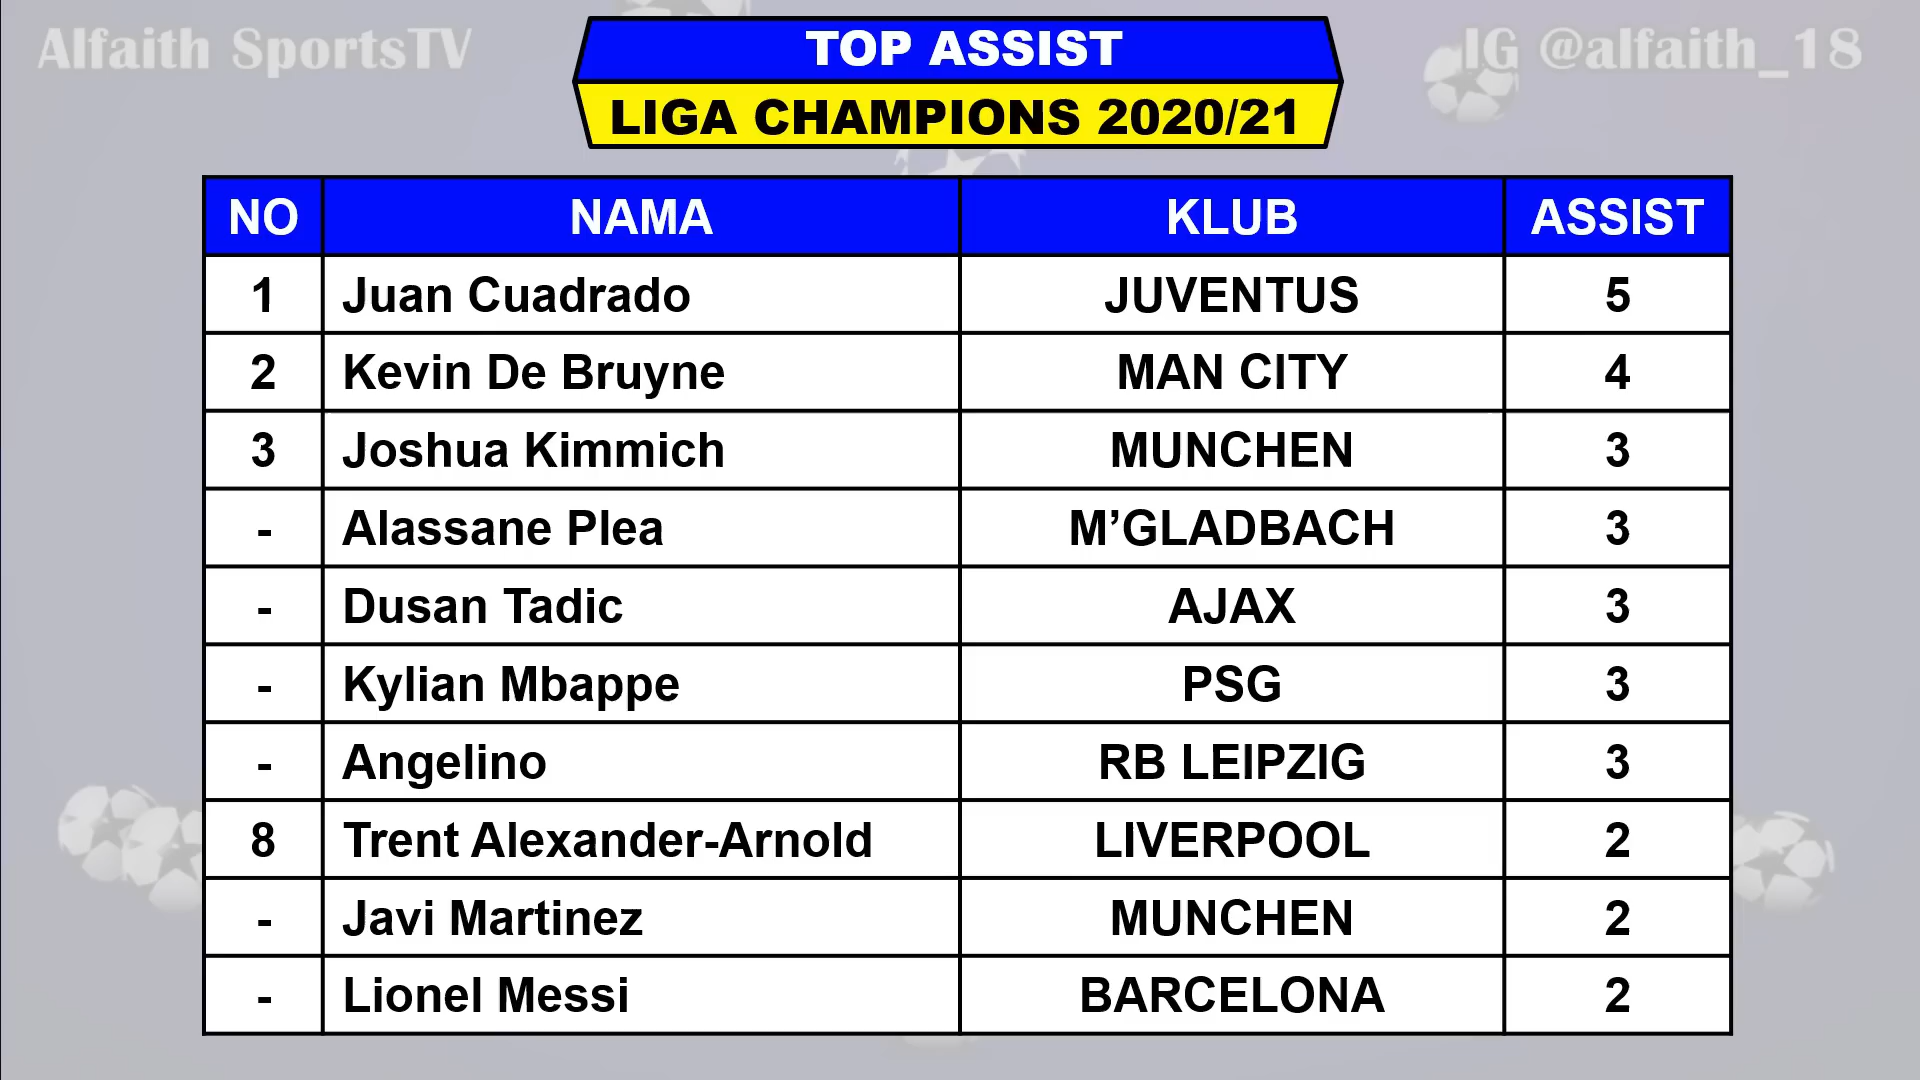 Alfaith SportsTV
IG @alfaith_18
TOP ASSIST
LIGA CHAMPIONS 2020/21
NO NAMA KLUB ASSIST
1 Juan Cuadrado JUVENTUS 5
2 Kevin De Bruyne MAN CITY 4
3 Joshua Kimmich MUNCHEN 3
- Alassane Plea M’GLADBACH 3
- Dusan Tadic AJAX 3
- Kylian Mbappe PSG 3
- Angelino RB LEIPZIG 3
8 Trent Alexander-Arnold LIVERPOOL 2
- Javi Martinez MUNCHEN 2
- Lionel Messi BARCELONA 2